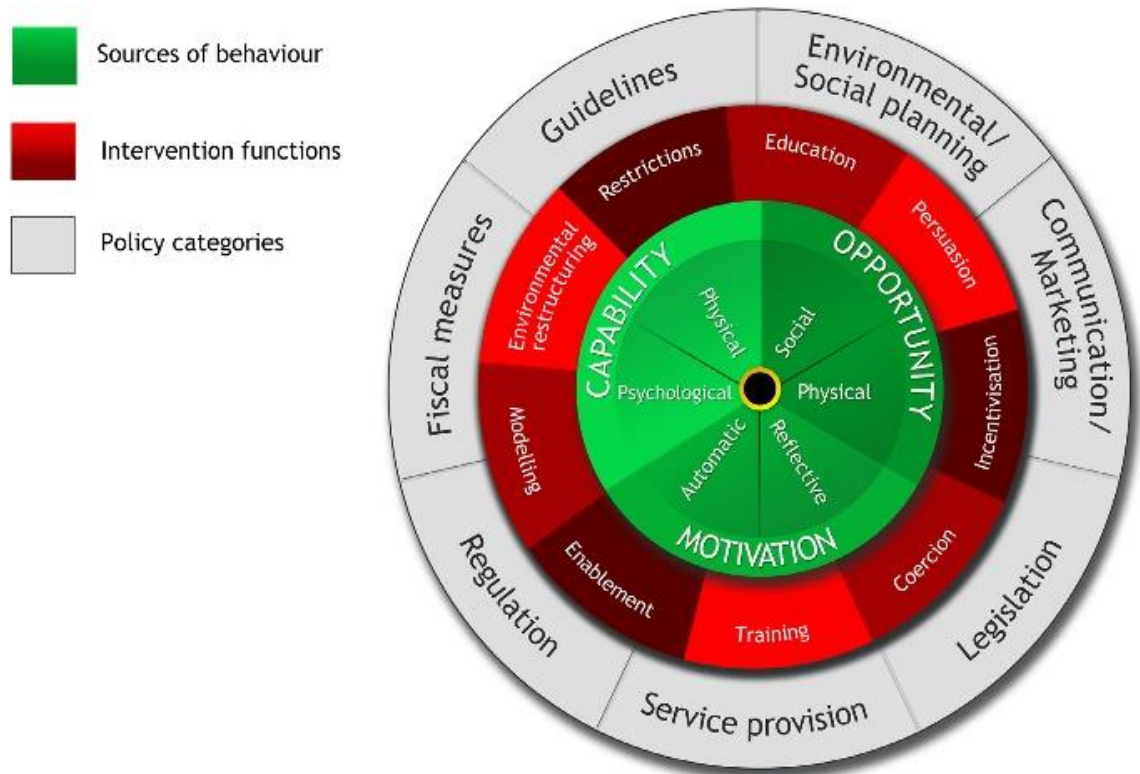 Sources of behaviour
Intervention functions
Policy categories
Guidelines
Environmental/
Social planning
Communication/
Marketing
Legislation
Service provision
Regulation
Fiscal measures
Restrictions
Education
Persuasion
Incentivisation
Coercion
Training
Enablement
Modelling
Environmental
restructuring
CAPABILITY
OPPORTUNITY
MOTIVATION
Physical
Social
Psychological
Physical
Automatic
Reflective